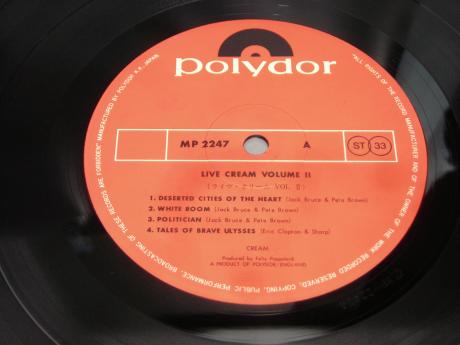 polydor
MP 2247
A
ST 33
LIVE CREAM VOLUME II
(ライヴ・クリーム VOL. II)
1. DESERTED CITIES OF THE HEART (Jack Bruce & Pete Brown)
2. WHITE ROOM (Jack Bruce & Pete Brown)
3. POLITICIAN (Jack Bruce & Pete Brown)
4. TALES OF BRAVE ULYSSES (Eric Clapton & Sharp)
CREAM
Produced by Felix Pappalardi
A PRODUCT OF POLYDOR/ENGLAND
"ALL RIGHTS OF THE RECORD MANUFACTURER AND OF THE OWNER OF THE WORK RECORDED RESERVED. COPYING, PUBLIC PERFORMANCE, BROADCASTING OF THESE RECORDS ARE FORBIDDEN" MANUFACTURED BY POLYDOR K.K., JAPAN